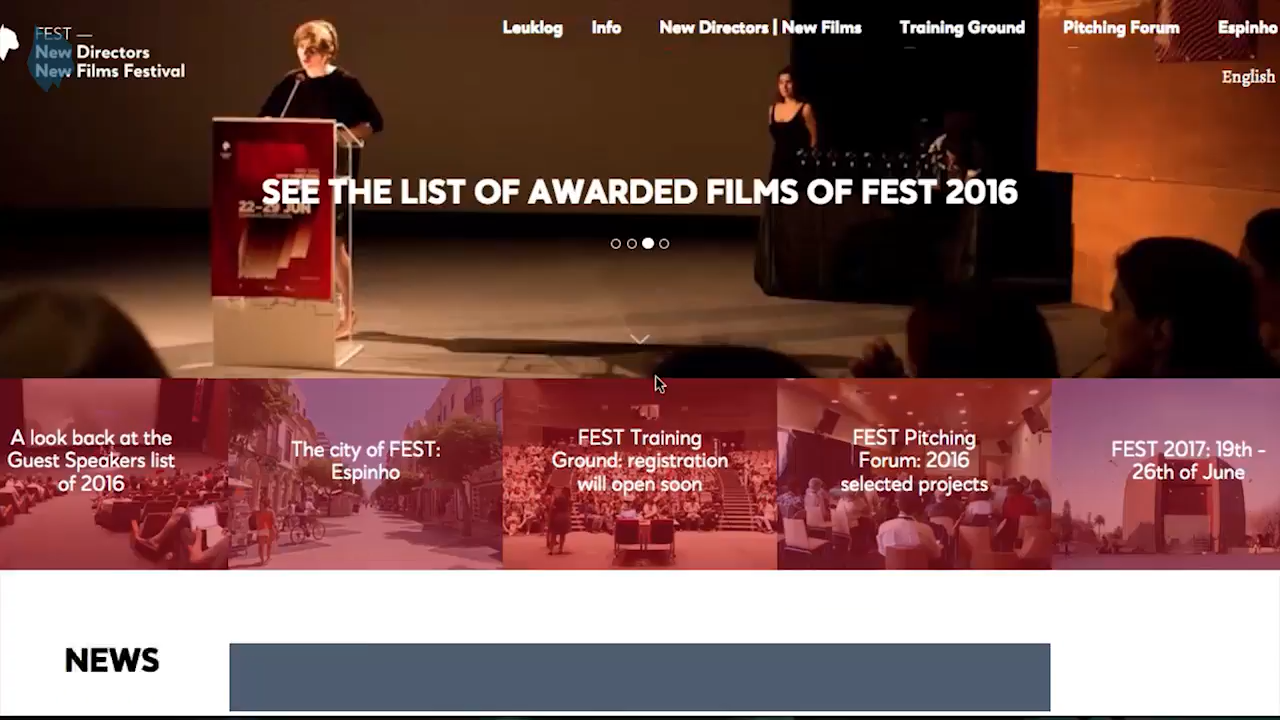 FEST —
New Directors
New Films Festival
Leuklog Info New Directors | New Films Training Ground Pitching Forum Espinho
English
22-29 JUN
SEE THE LIST OF AWARDED FILMS OF FEST 2016
A look back at the
Guest Speakers list
of 2016
The city of FEST:
Espinho
FEST Training
Ground: registration
will open soon
FEST Pitching
Forum: 2016
selected projects
FEST 2017: 19th -
26th of June
NEWS